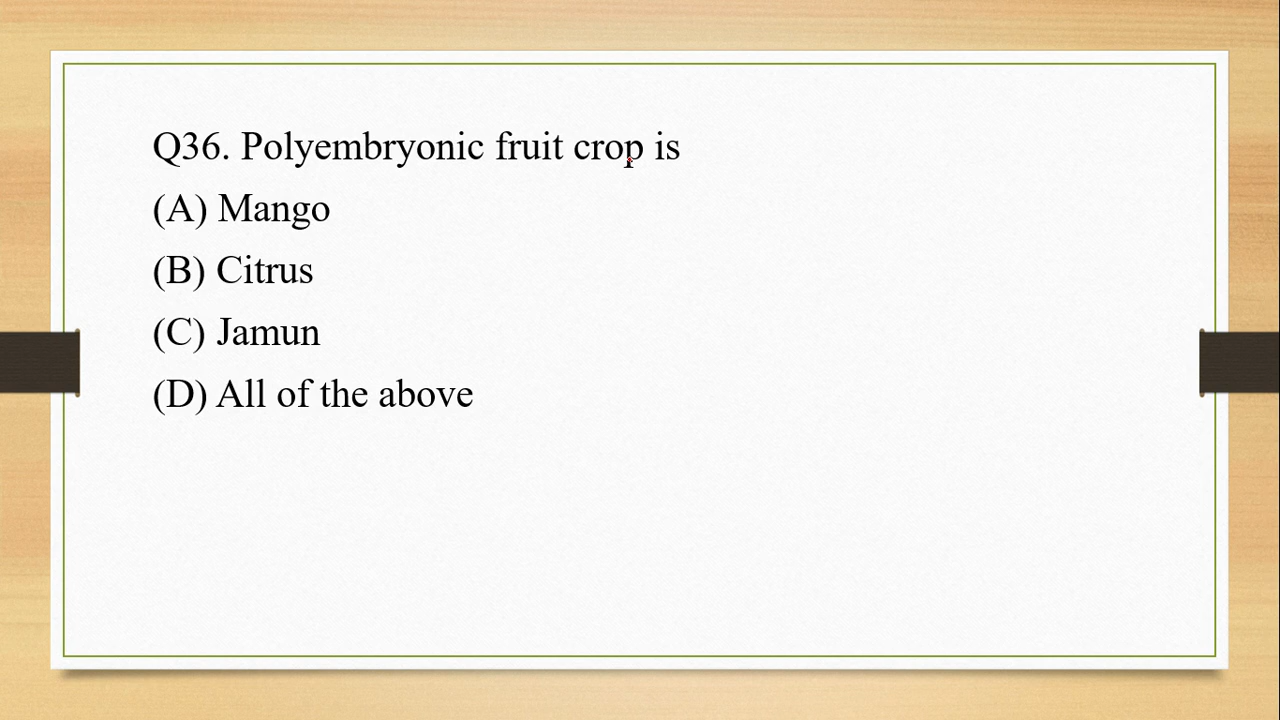 Q36. Polyembryonic fruit crop is
(A) Mango
(B) Citrus
(C) Jamun
(D) All of the above